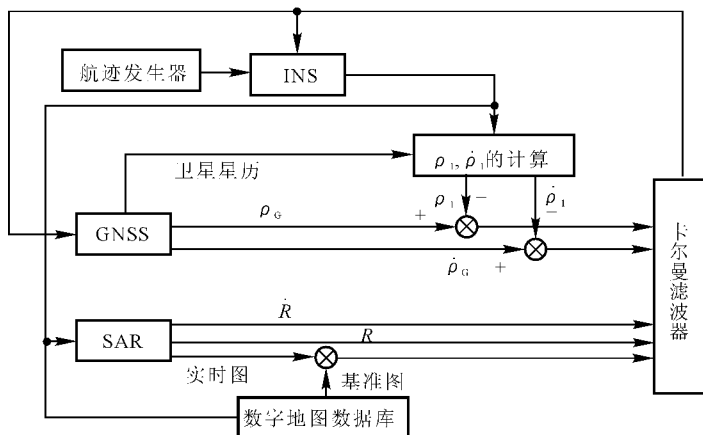 航迹发生器
INS
ρ₁, ρ̇₁的计算
卫星星历
ρ₁
−
ρ̇₁
−
ρ_G
+
GNSS
ρ̇_G
+
卡尔曼滤波器
Ṙ
SAR
R
实时图
基准图
数字地图数据库